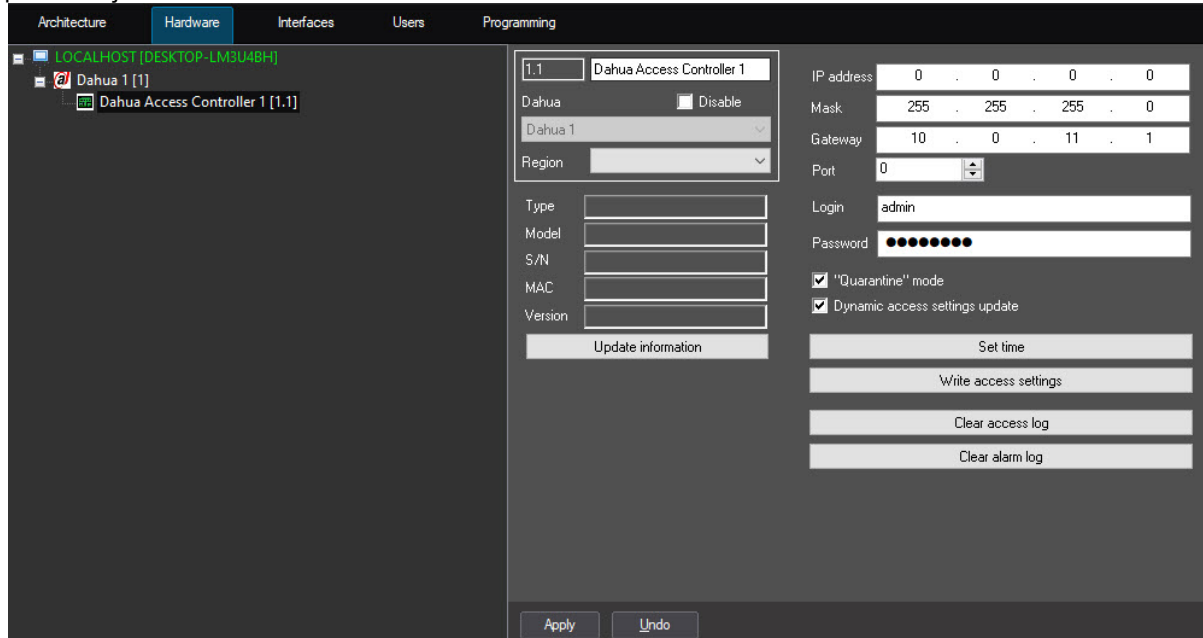 Architecture Hardware Interfaces Users Programming
LOCALHOST [DESKTOP-LM3U4BH]
Dahua 1 [1]
Dahua Access Controller 1 [1.1]
1.1 Dahua Access Controller 1
Dahua Disable
Dahua 1
Region
Type
Model
S/N
MAC
Version
Update information
IP address 0 . 0 . 0 . 0
Mask 255 . 255 . 255 . 0
Gateway 10 . 0 . 11 . 1
Port 0
Login admin
Password ●●●●●●●●
"Quarantine" mode
Dynamic access settings update
Set time
Write access settings
Clear access log
Clear alarm log
Apply Undo